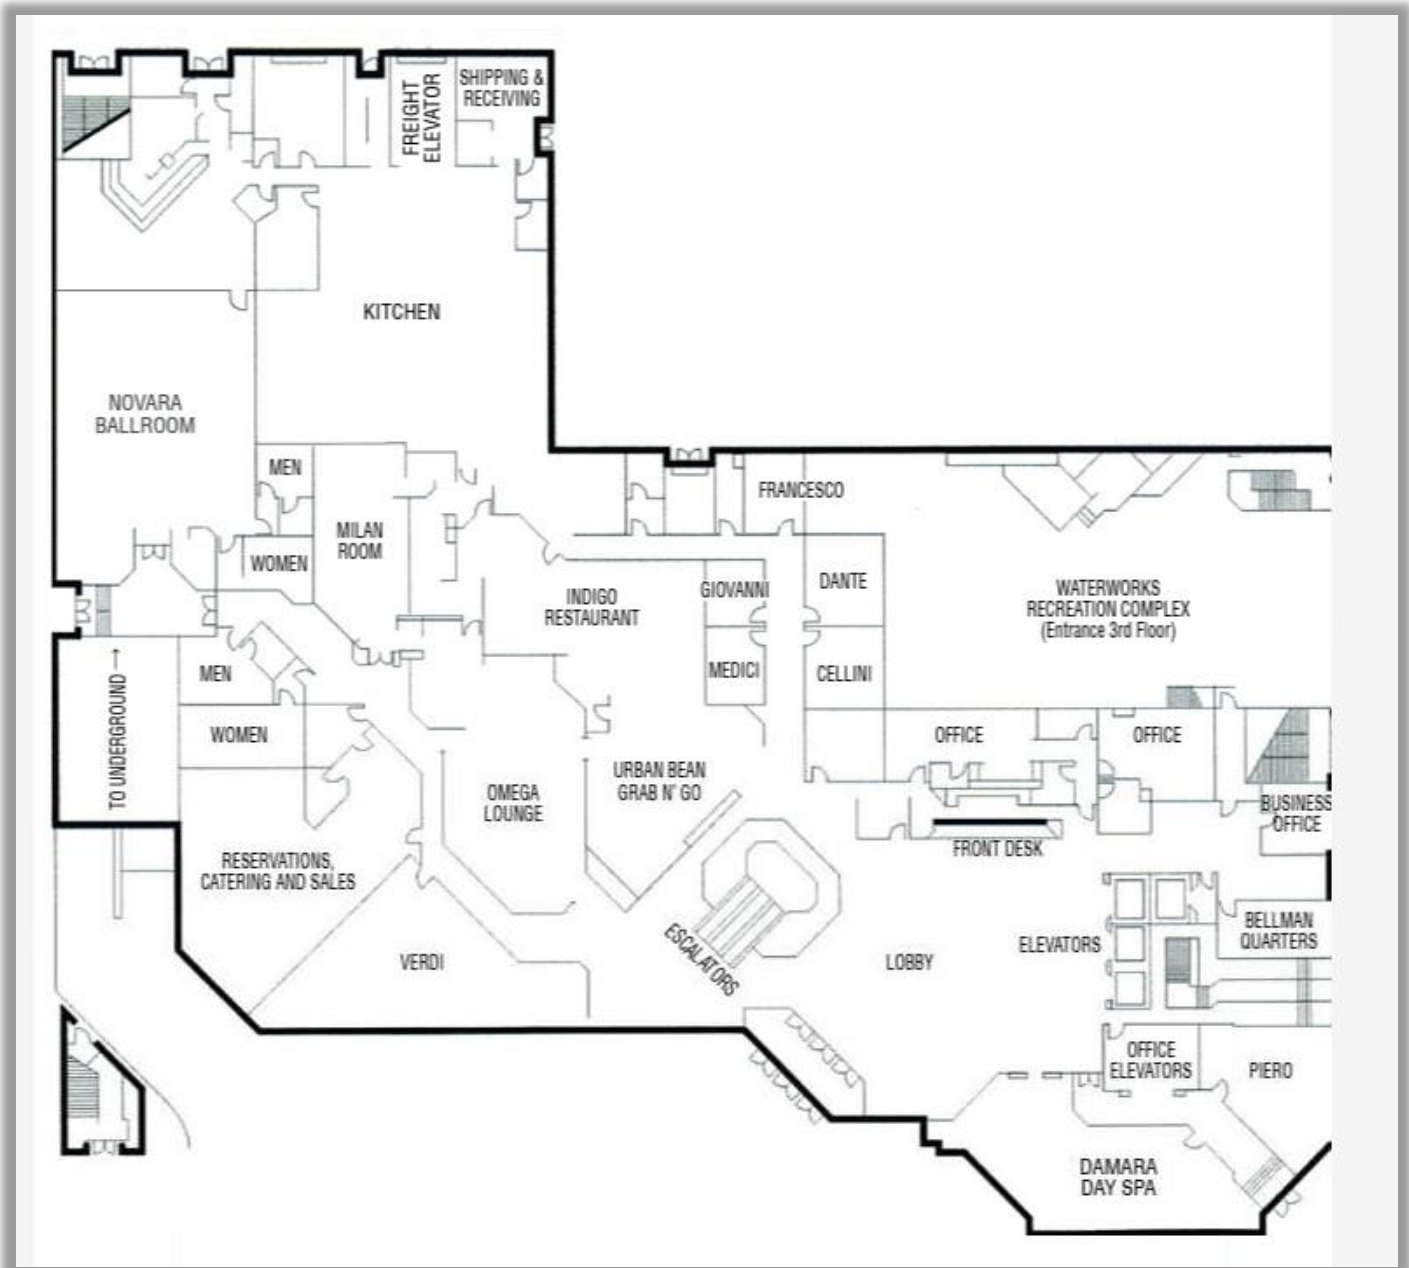 FREIGHT
ELEVATOR
SHIPPING &
RECEIVING
KITCHEN
NOVARA
BALLROOM
MEN
MILAN
ROOM
WOMEN
FRANCESCO
GIOVANNI
DANTE
INDIGO
RESTAURANT
WATERWORKS
RECREATION COMPLEX
(Entrance 3rd Floor)
MEDICI
CELLINI
MEN
WOMEN
TO UNDERGROUND
OFFICE
OFFICE
URBAN BEAN
GRAB N' GO
OMEGA
LOUNGE
BUSINESS
OFFICE
FRONT DESK
RESERVATIONS,
CATERING AND SALES
VERDI
ESCALATORS
LOBBY
ELEVATORS
BELLMAN
QUARTERS
OFFICE
ELEVATORS
PIERO
DAMARA
DAY SPA